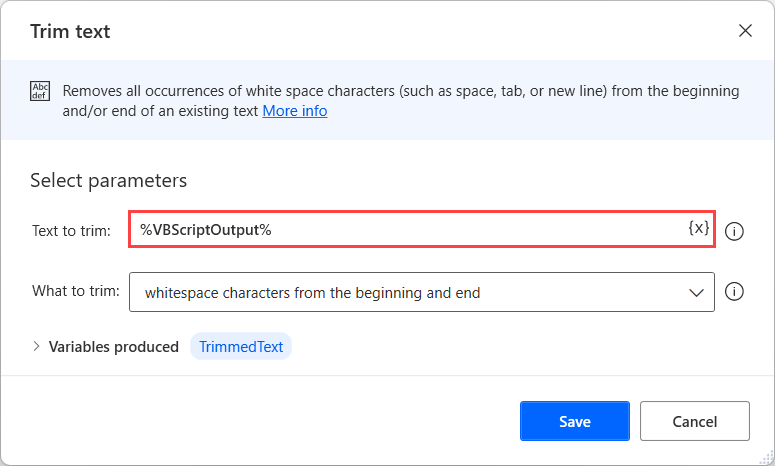 Trim text
Abc
def
Removes all occurrences of white space characters (such as space, tab, or new line) from the beginning
and/or end of an existing text More info
Select parameters
Text to trim: %VBScriptOutput% {x}
What to trim: whitespace characters from the beginning and end
Variables produced TrimmedText
Save Cancel